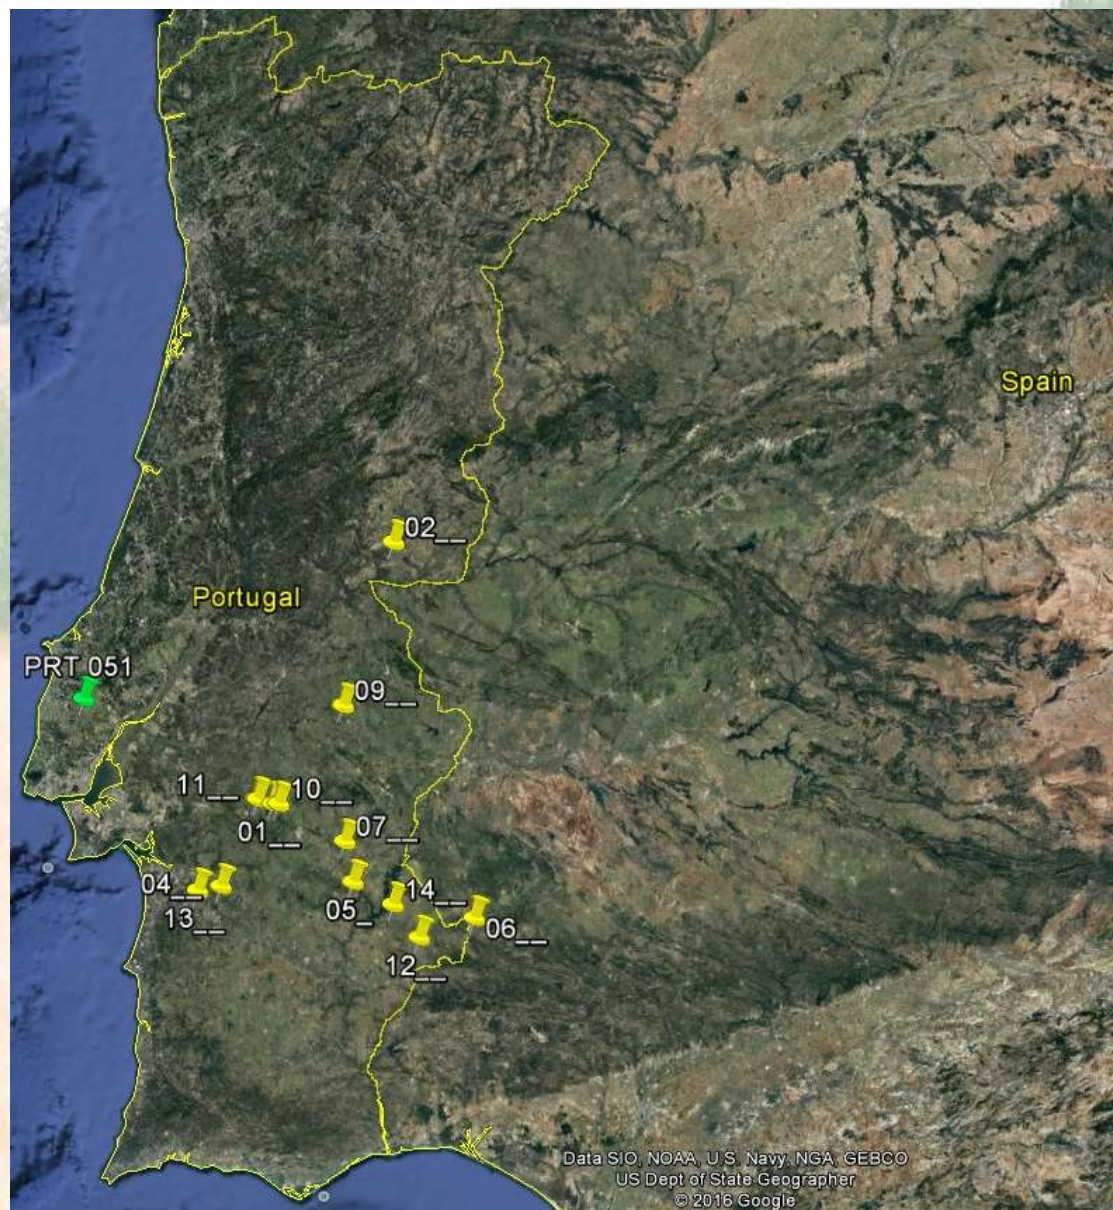 Spain
02__
Portugal
PRT 051
09__
11__
10__
01__
07__
04__
13__
05_
14__
06__
12__
Data SIO, NOAA, U.S. Navy, NGA, GEBCO
US Dept of State Geographer
© 2016 Google